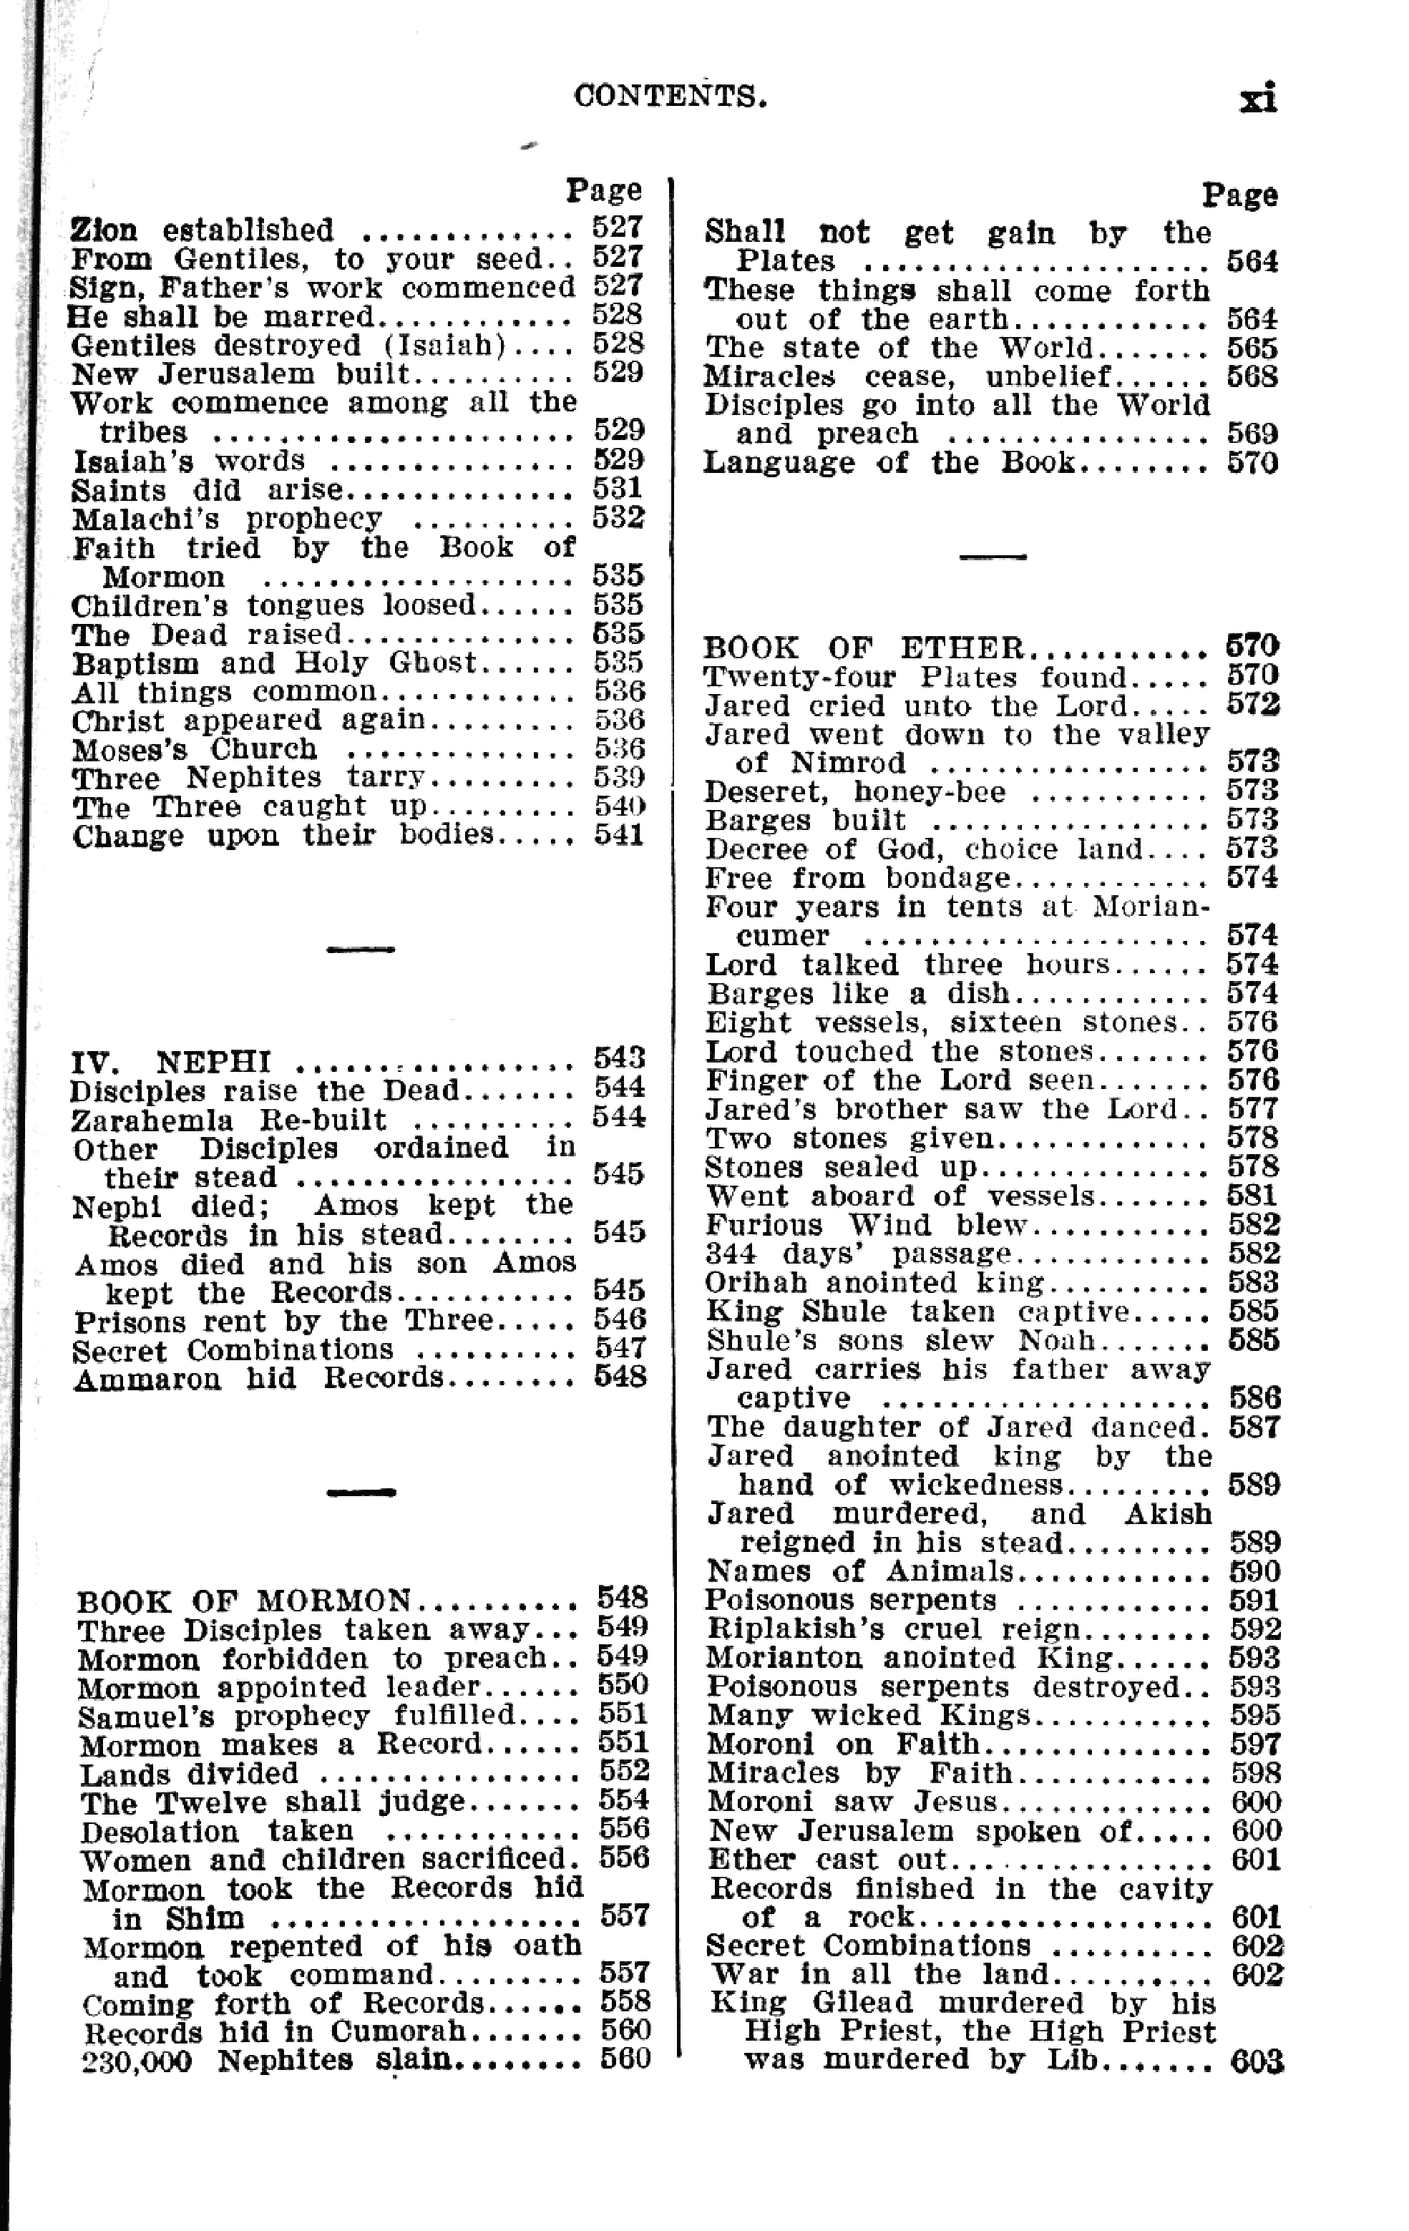 CONTENTS.
xi
Page
Zion established ............. 527
From Gentiles, to your seed.. 527
Sign, Father's work commenced 527
He shall be marred............ 528
Gentiles destroyed (Isaiah).... 528
New Jerusalem built.......... 529
Work commence among all the
tribes ...................... 529
Isaiah's words ............... 529
Saints did arise.............. 531
Malachi's prophecy .......... 532
Faith tried by the Book of
Mormon ................... 535
Children's tongues loosed...... 535
The Dead raised.............. 535
Baptism and Holy Ghost...... 535
All things common............ 536
Christ appeared again......... 536
Moses's Church .............. 536
Three Nephites tarry......... 539
The Three caught up......... 540
Change upon their bodies..... 541
IV. NEPHI ................. 543
Disciples raise the Dead....... 544
Zarahemla Re-built .......... 544
Other Disciples ordained in
their stead ................. 545
Nephi died; Amos kept the
Records in his stead........ 545
Amos died and his son Amos
kept the Records........... 545
Prisons rent by the Three..... 546
Secret Combinations .......... 547
Ammaron hid Records........ 548
BOOK OF MORMON.......... 548
Three Disciples taken away... 549
Mormon forbidden to preach.. 549
Mormon appointed leader...... 550
Samuel's prophecy fulfilled.... 551
Mormon makes a Record...... 551
Lands divided ................ 552
The Twelve shall judge....... 554
Desolation taken ............ 556
Women and children sacrificed. 556
Mormon took the Records hid
in Shim ................... 557
Mormon repented of his oath
and took command......... 557
Coming forth of Records...... 558
Records hid in Cumorah....... 560
230,000 Nephites slain........ 560
Page
Shall not get gain by the
Plates ..................... 564
These things shall come forth
out of the earth............ 564
The state of the World....... 565
Miracles cease, unbelief...... 568
Disciples go into all the World
and preach ................ 569
Language of the Book........ 570
BOOK OF ETHER........... 570
Twenty-four Plates found..... 570
Jared cried unto the Lord..... 572
Jared went down to the valley
of Nimrod ................. 573
Deseret, honey-bee ........... 573
Barges built ................. 573
Decree of God, choice land.... 573
Free from bondage............ 574
Four years in tents at Morian-
cumer ..................... 574
Lord talked three hours...... 574
Barges like a dish............ 574
Eight vessels, sixteen stones.. 576
Lord touched the stones....... 576
Finger of the Lord seen....... 576
Jared's brother saw the Lord.. 577
Two stones given............. 578
Stones sealed up.............. 578
Went aboard of vessels....... 581
Furious Wind blew........... 582
344 days' passage............ 582
Orihah anointed king.......... 583
King Shule taken captive..... 585
Shule's sons slew Noah....... 585
Jared carries his father away
captive .................... 586
The daughter of Jared danced. 587
Jared anointed king by the
hand of wickedness......... 589
Jared murdered, and Akish
reigned in his stead......... 589
Names of Animals............ 590
Poisonous serpents ............ 591
Riplakish's cruel reign........ 592
Morianton anointed King...... 593
Poisonous serpents destroyed.. 593
Many wicked Kings........... 595
Moroni on Faith.............. 597
Miracles by Faith............ 598
Moroni saw Jesus............. 600
New Jerusalem spoken of..... 600
Ether cast out................ 601
Records finished in the cavity
of a rock.................. 601
Secret Combinations .......... 602
War in all the land.......... 602
King Gilead murdered by his
High Priest, the High Priest
was murdered by Lib....... 603